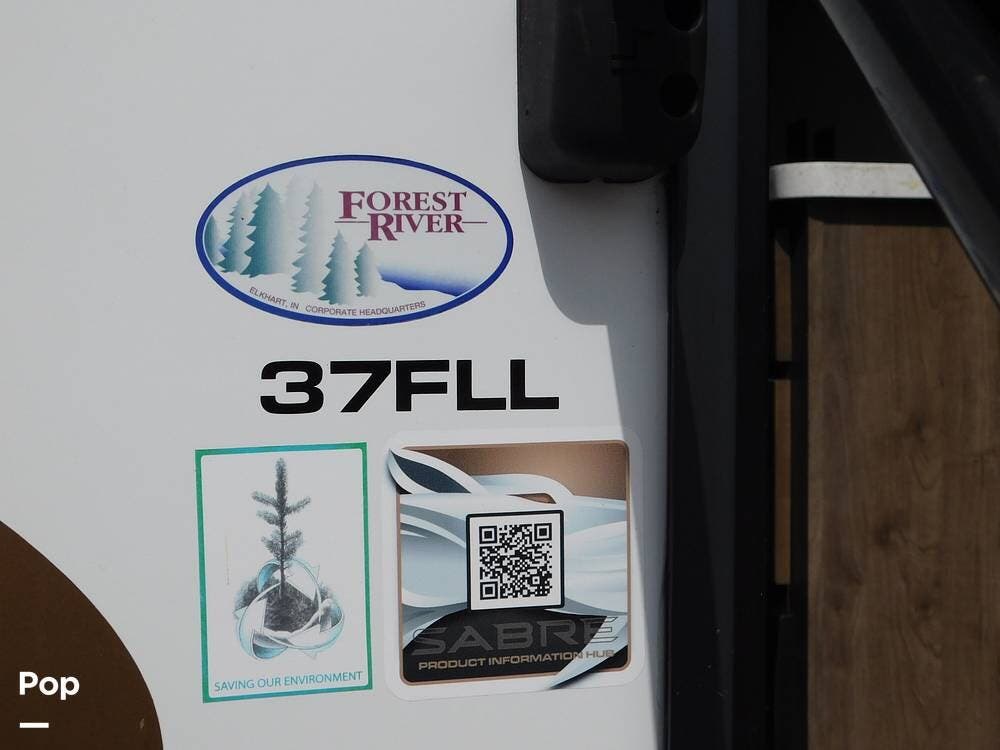 FOREST
RIVER
ELKHART, IN CORPORATE HEADQUARTERS
37FLL
SAVING OUR ENVIRONMENT
SABRE
PRODUCT INFORMATION HUB
Pop